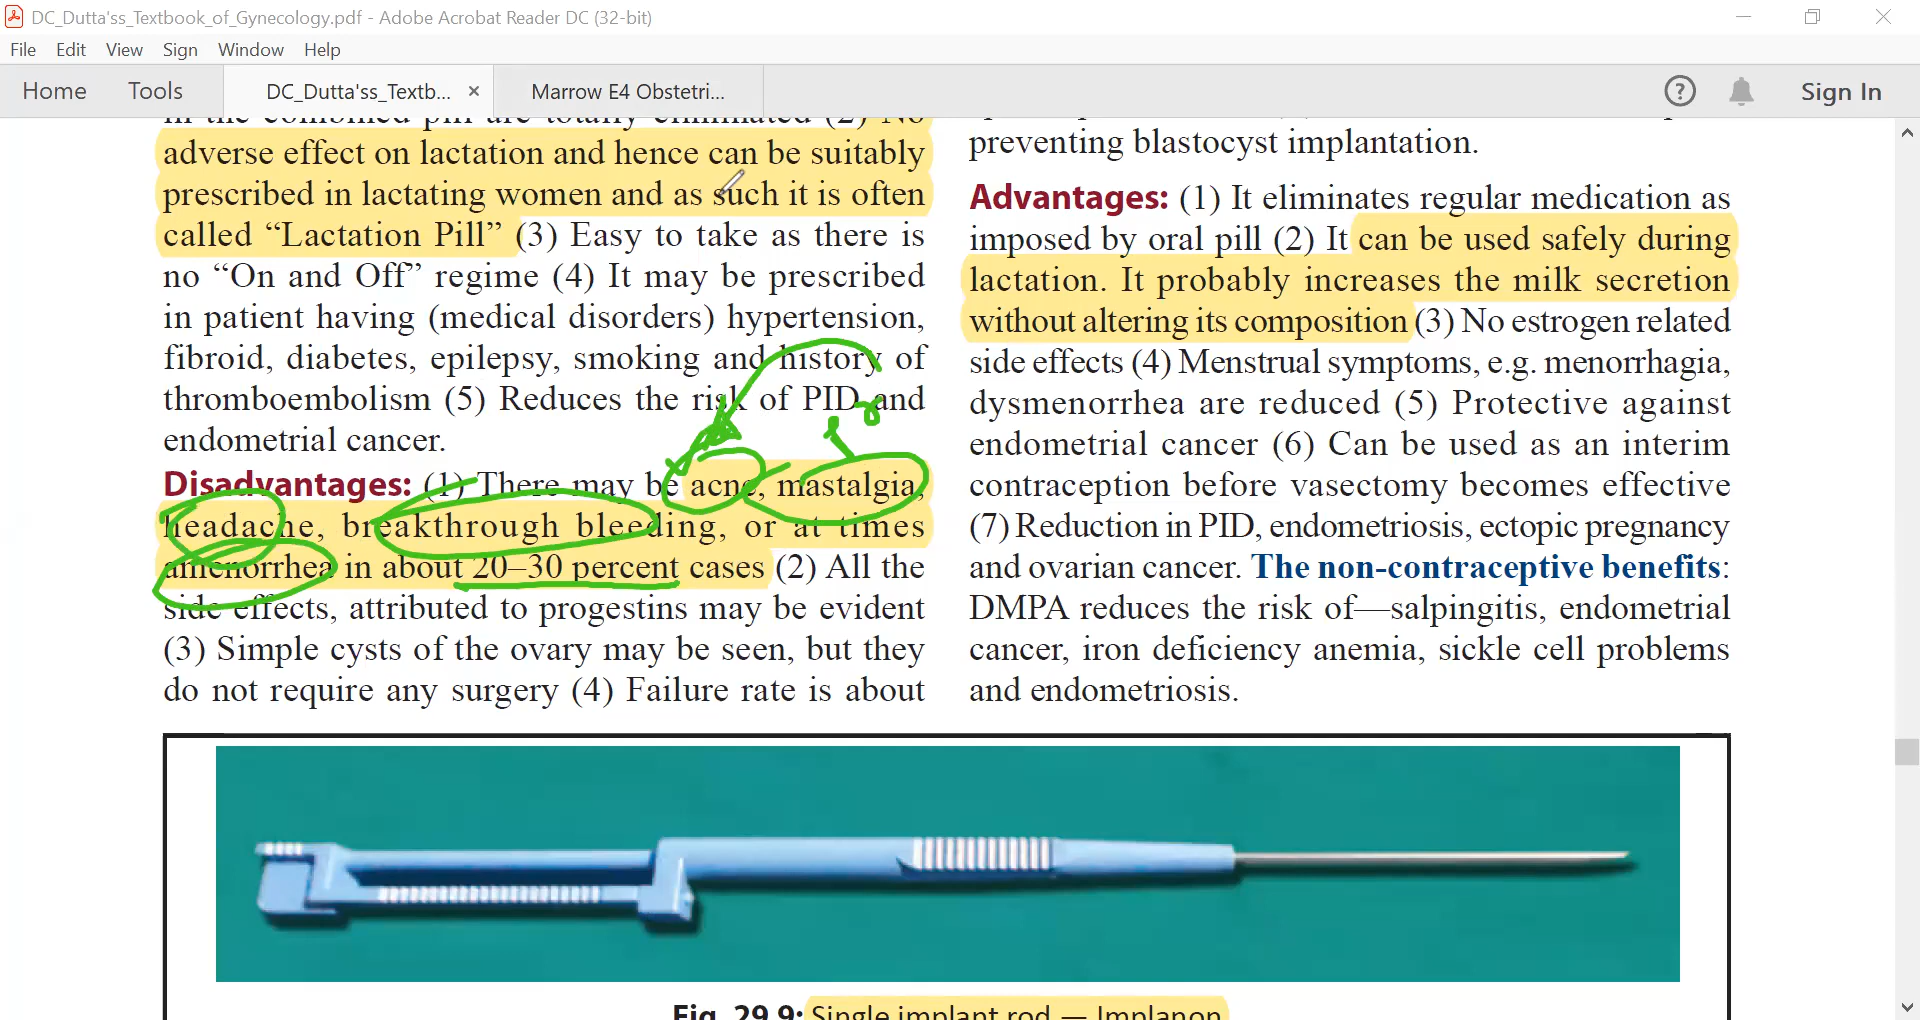 DC_Dutta'ss_Textbook_of_Gynecology.pdf - Adobe Acrobat Reader DC (32-bit)
File Edit View Sign Window Help
Home Tools DC_Dutta'ss_Textb... × Marrow E4 Obstetri... ? Sign In
in the combined pill are totally eliminated (2) No
adverse effect on lactation and hence can be suitably
prescribed in lactating women and as such it is often
called “Lactation Pill” (3) Easy to take as there is
no “On and Off” regime (4) It may be prescribed
in patient having (medical disorders) hypertension,
fibroid, diabetes, epilepsy, smoking and history of
thromboembolism (5) Reduces the risk of PID and
endometrial cancer.
Disadvantages: (1) There may be acne, mastalgia,
headache, breakthrough bleeding, or at times
amenorrhea in about 20–30 percent cases (2) All the
side effects, attributed to progestins may be evident
(3) Simple cysts of the ovary may be seen, but they
do not require any surgery (4) Failure rate is about
preventing blastocyst implantation.
Advantages: (1) It eliminates regular medication as
imposed by oral pill (2) It can be used safely during
lactation. It probably increases the milk secretion
without altering its composition (3) No estrogen related
side effects (4) Menstrual symptoms, e.g. menorrhagia,
dysmenorrhea are reduced (5) Protective against
endometrial cancer (6) Can be used as an interim
contraception before vasectomy becomes effective
(7) Reduction in PID, endometriosis, ectopic pregnancy
and ovarian cancer. The non-contraceptive benefits:
DMPA reduces the risk of—salpingitis, endometrial
cancer, iron deficiency anemia, sickle cell problems
and endometriosis.
Fig. 29.9: Single implant rod — Implanon